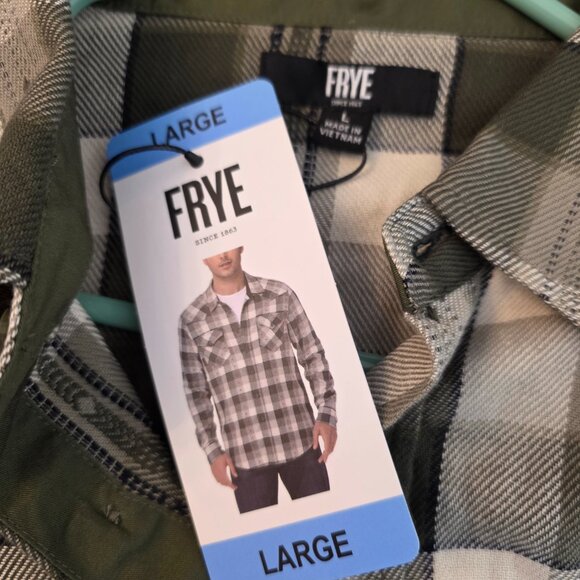 FRYE
SINCE 1863
L
MADE IN
VIETNAM
LARGE
FRYE
SINCE 1863
LARGE